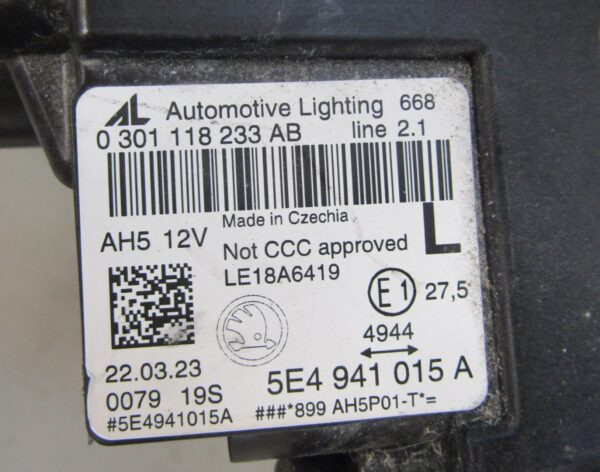 AL Automotive Lighting 668
0 301 118 233 AB line 2.1
Made in Czechia
AH5 12V Not CCC approved L
LE18A6419
E1 27,5
4944
22.03.23 5E4 941 015 A
0079 19S
#5E4941015A ###*899 AH5P01-T*=